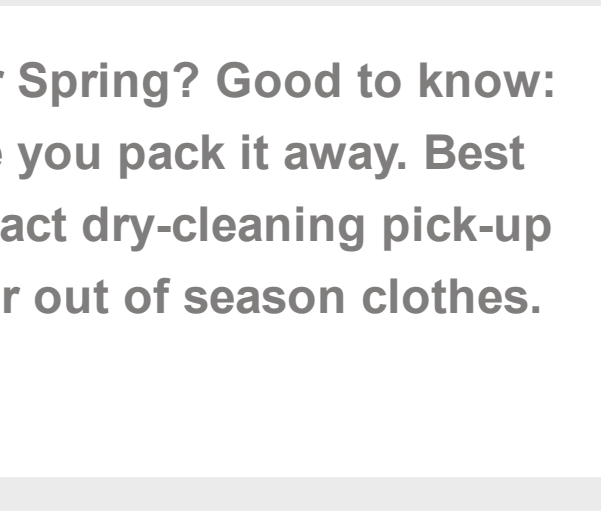 r Spring? Good to know:
e you pack it away. Best
act dry-cleaning pick-up
r out of season clothes.